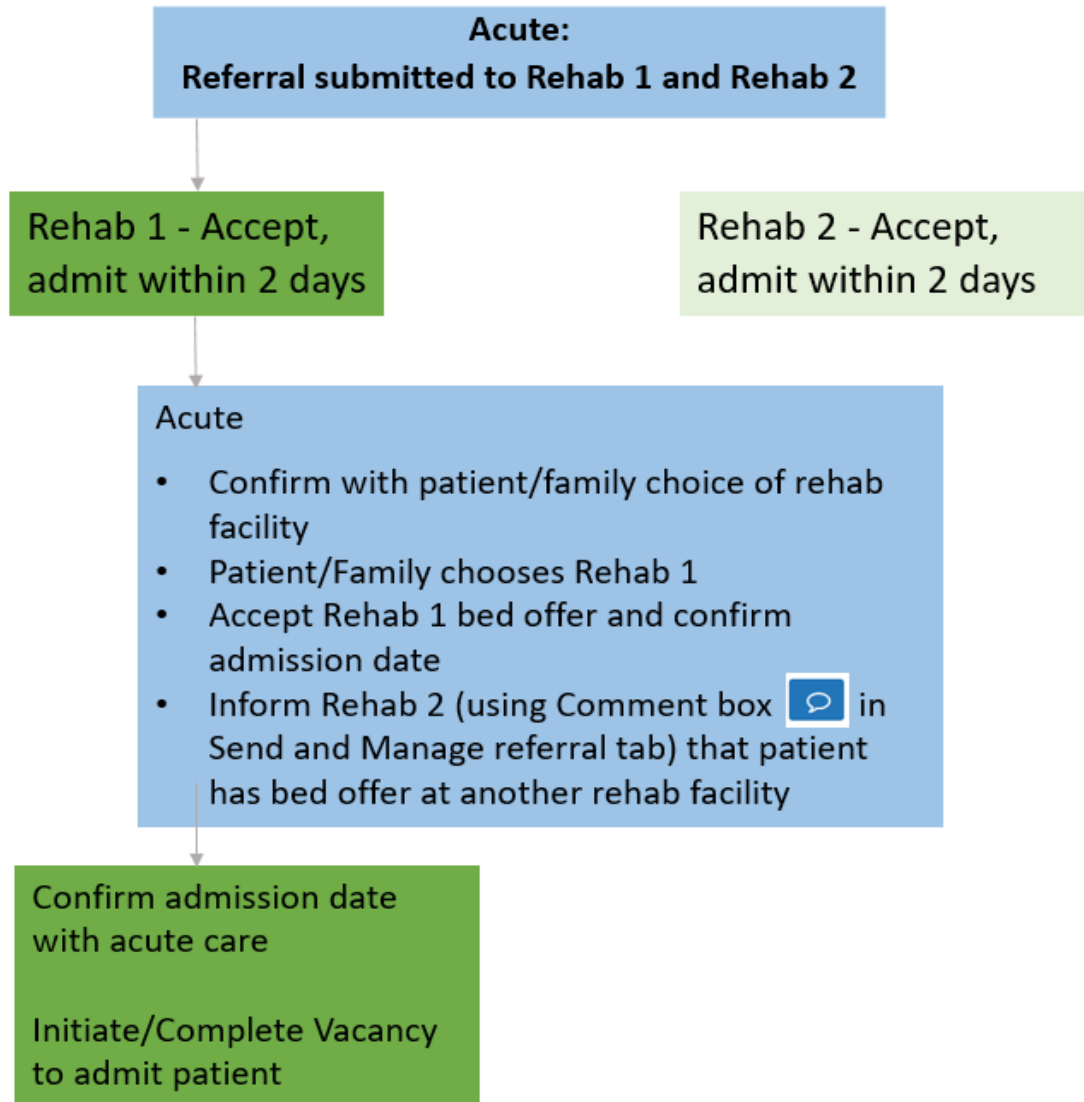 Acute:
Referral submitted to Rehab 1 and Rehab 2
Rehab 1 - Accept,
admit within 2 days
Rehab 2 - Accept,
admit within 2 days
Acute
• Confirm with patient/family choice of rehab
facility
• Patient/Family chooses Rehab 1
• Accept Rehab 1 bed offer and confirm
admission date
• Inform Rehab 2 (using Comment box in
Send and Manage referral tab) that patient
has bed offer at another rehab facility
Confirm admission date
with acute care
Initiate/Complete Vacancy
to admit patient